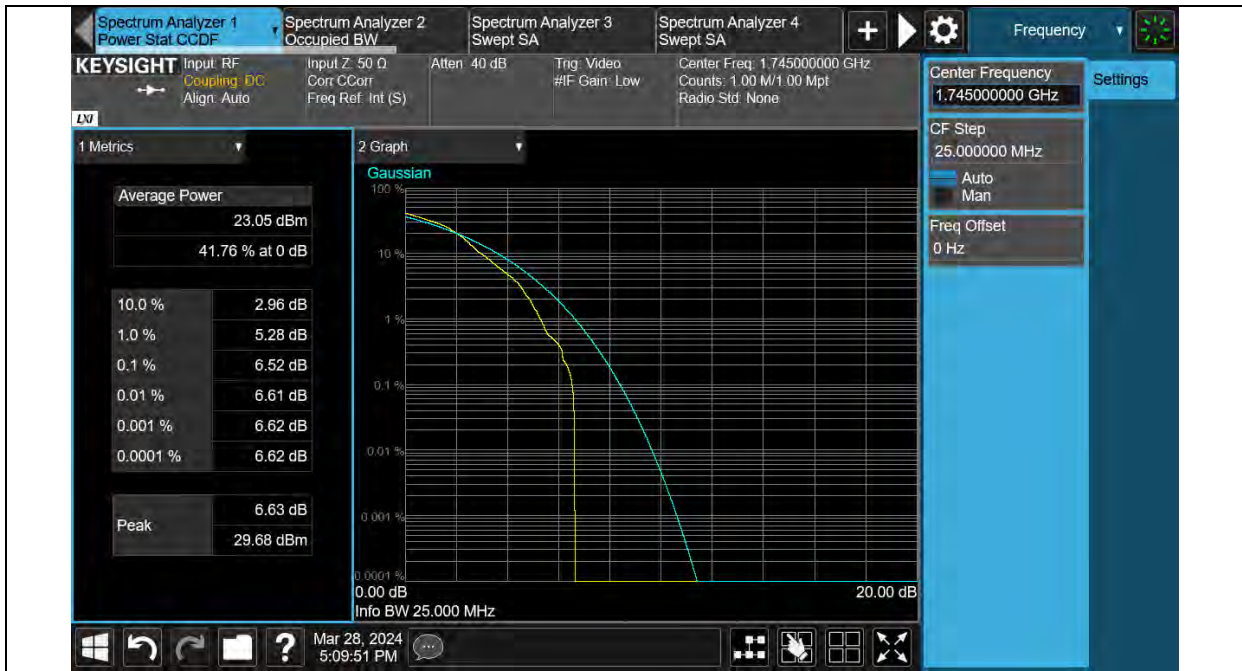 Spectrum Analyzer 1
Power Stat CCDF
Spectrum Analyzer 2
Occupied BW
Spectrum Analyzer 3
Swept SA
Spectrum Analyzer 4
Swept SA
+
Frequency
KEYSIGHT
Input: RF
Coupling: DC
Align: Auto
Input Z: 50 Ω
Corr CCorr
Freq Ref: Int (S)
Atten: 40 dB
Trig: Video
#IF Gain: Low
Center Freq: 1.745000000 GHz
Counts: 1.00 M/1.00 Mpt
Radio Std: None
LXI
Center Frequency
1.745000000 GHz
Settings
CF Step
25.000000 MHz
Auto
Man
Freq Offset
0 Hz
1 Metrics
Average Power
23.05 dBm
41.76 % at 0 dB
10.0 % 2.96 dB
1.0 % 5.28 dB
0.1 % 6.52 dB
0.01 % 6.61 dB
0.001 % 6.62 dB
0.0001 % 6.62 dB
Peak
6.63 dB
29.68 dBm
2 Graph
Gaussian
100 %
10 %
1 %
0.1 %
0.01 %
0.001 %
0.0001 %
0.00 dB
20.00 dB
Info BW 25.000 MHz
?
Mar 28, 2024
5:09:51 PM